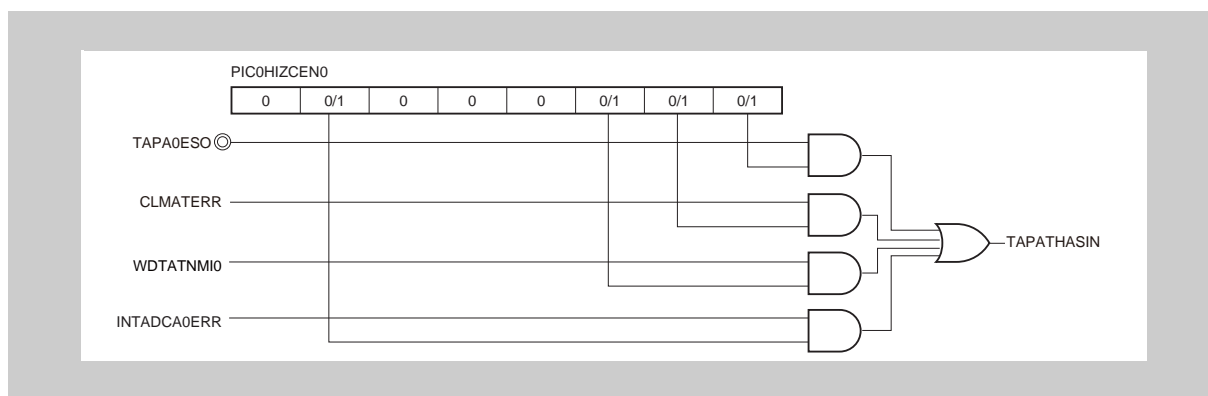 PIC0HIZCEN0
0 0/1 0 0 0 0/1 0/1 0/1
TAPA0ESO
CLMATERR
WDTATNMI0
INTADCA0ERR
TAPATHASIN